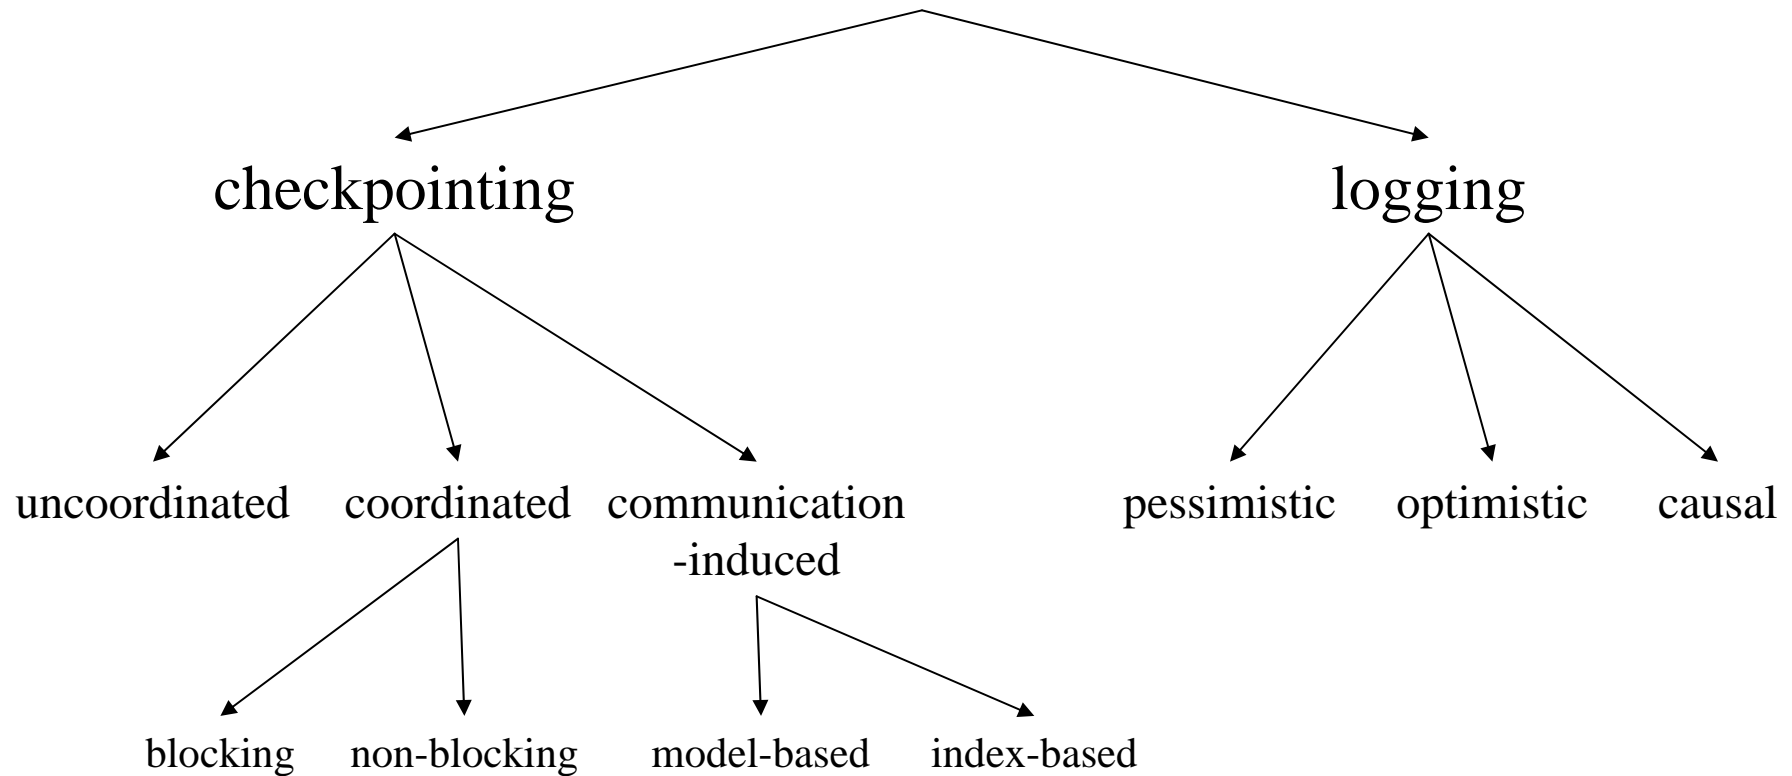 checkpointing
logging
uncoordinated
coordinated
communication
-induced
pessimistic
optimistic
causal
blocking
non-blocking
model-based
index-based